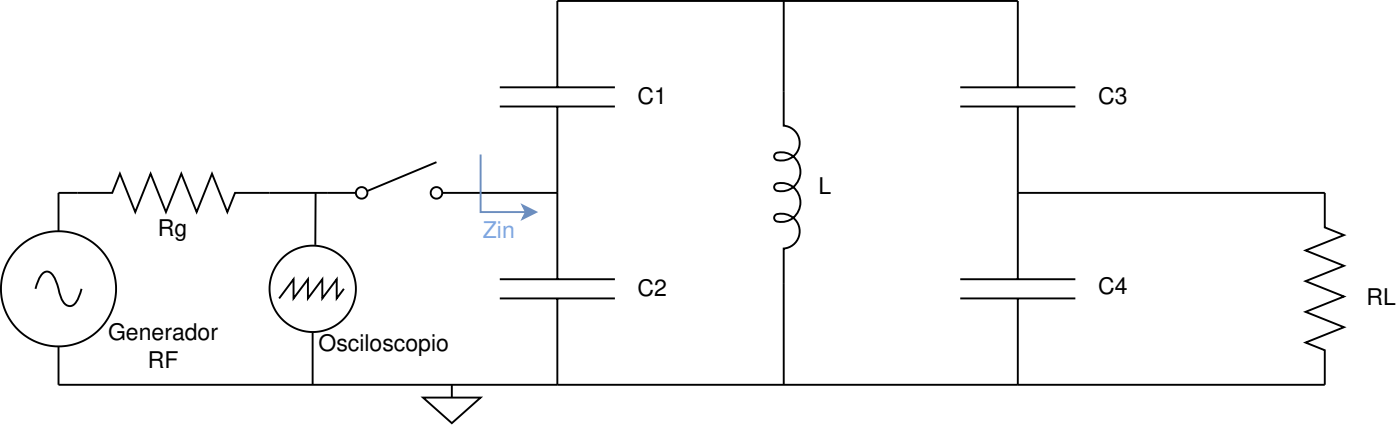 C1
C3
Rg
L
Zin
C2
C4
RL
Generador
RF
Osciloscopio